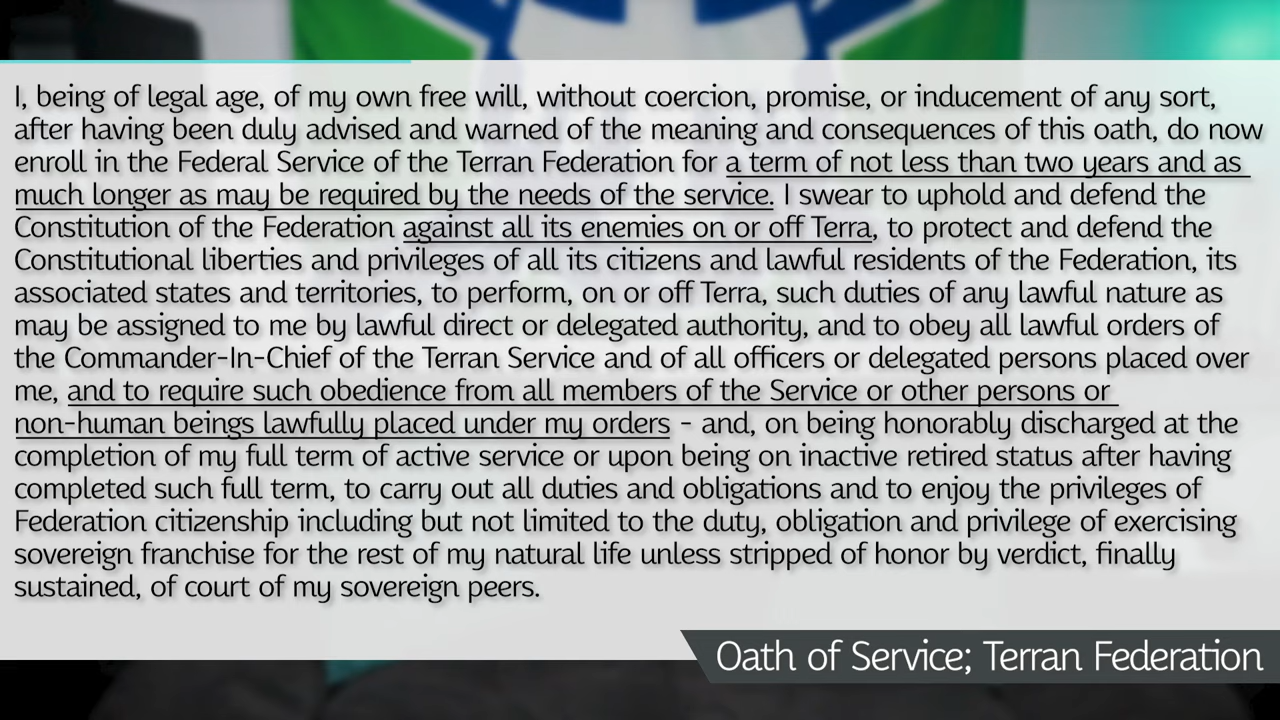 I, being of legal age, of my own free will, without coercion, promise, or inducement of any sort,
after having been duly advised and warned of the meaning and consequences of this oath, do now
enroll in the Federal Service of the Terran Federation for a term of not less than two years and as
much longer as may be required by the needs of the service. I swear to uphold and defend the
Constitution of the Federation against all its enemies on or off Terra, to protect and defend the
Constitutional liberties and privileges of all its citizens and lawful residents of the Federation, its
associated states and territories, to perform, on or off Terra, such duties of any lawful nature as
may be assigned to me by lawful direct or delegated authority, and to obey all lawful orders of
the Commander-In-Chief of the Terran Service and of all officers or delegated persons placed over
me, and to require such obedience from all members of the Service or other persons or
non-human beings lawfully placed under my orders - and, on being honorably discharged at the
completion of my full term of active service or upon being on inactive retired status after having
completed such full term, to carry out all duties and obligations and to enjoy the privileges of
Federation citizenship including but not limited to the duty, obligation and privilege of exercising
sovereign franchise for the rest of my natural life unless stripped of honor by verdict, finally
sustained, of court of my sovereign peers.
Oath of Service; Terran Federation